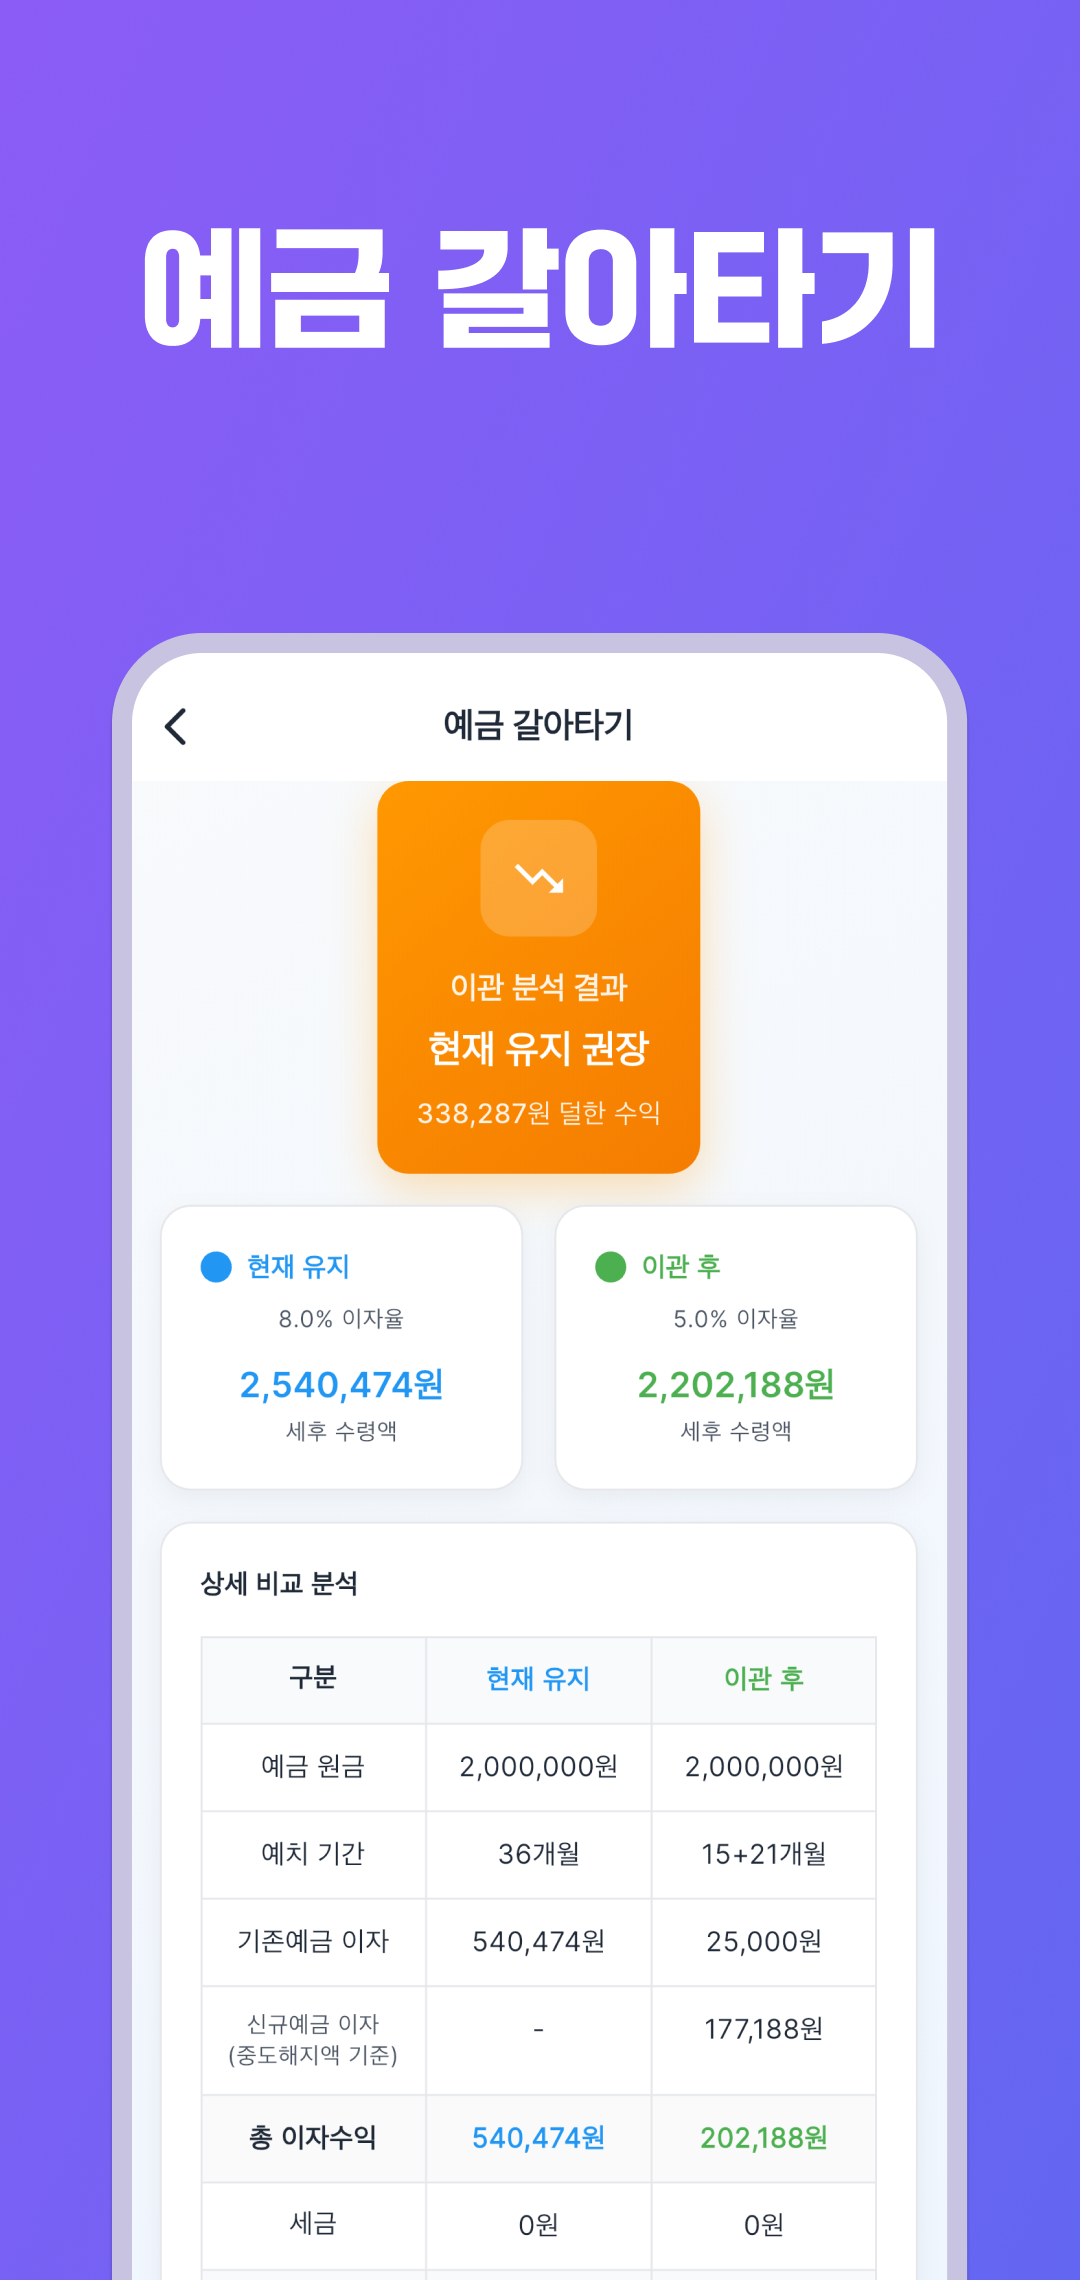 예금 갈아타기
예금 갈아타기
이관 분석 결과
현재 유지 권장
338,287원 덜한 수익
현재 유지
8.0% 이자율
2,540,474원
세후 수령액
이관 후
5.0% 이자율
2,202,188원
세후 수령액
상세 비교 분석
구분 현재 유지 이관 후
예금 원금 2,000,000원 2,000,000원
예치 기간 36개월 15+21개월
기존예금 이자 540,474원 25,000원
신규예금 이자
(중도해지액 기준) - 177,188원
총 이자수익 540,474원 202,188원
세금 0원 0원